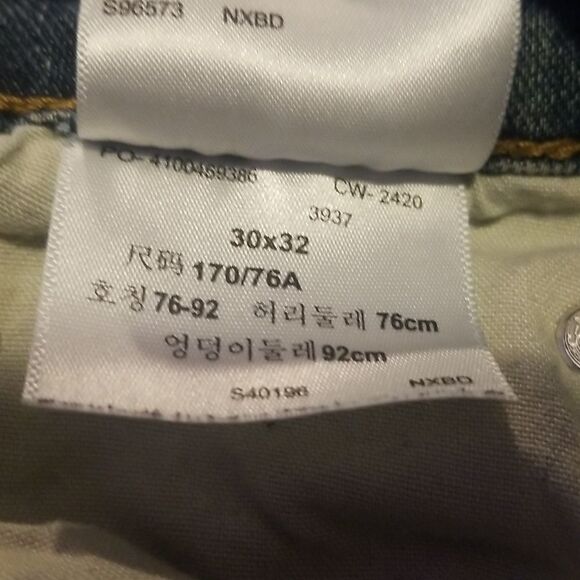 S96573 NXBD
PO- 4100459386
CW- 2420
3937
30x32
尺码 170/76A
호칭 76-92 허리둘레 76cm
엉덩이둘레 92cm
S40196 NXBD